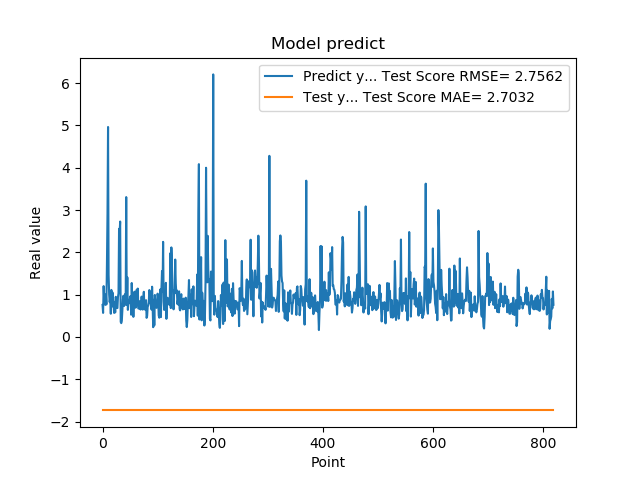 Model predict
Predict y... Test Score RMSE= 2.7562
Test y... Test Score MAE= 2.7032
Real value
6
5
4
3
2
1
0
−1
−2
0 200 400 600 800
Point